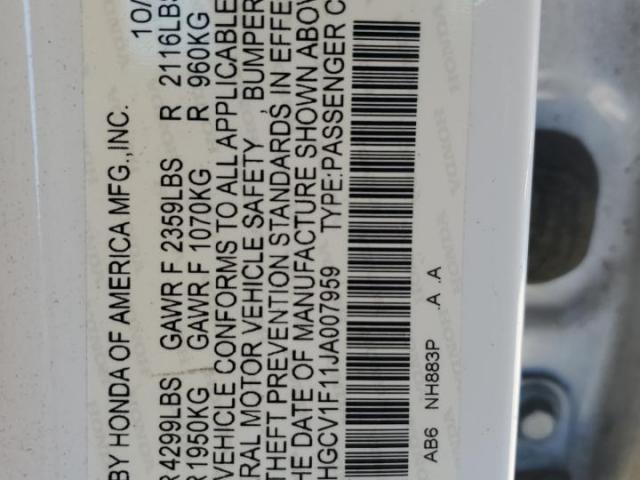 BY HONDA OF AMERICA MFG.,INC. 10/
4299LBS GAWR F 2359LBS R 2116LBS
1950KG GAWR F 1070KG R 960KG
VEHICLE CONFORMS TO ALL APPLICABLE
RAL MOTOR VEHICLE SAFETY , BUMPER
THEFT PREVENTION STANDARDS IN EFFE
HE DATE OF MANUFACTURE SHOWN ABOV
HGCV1F11JA007959 TYPE:PASSENGER C
AB6 NH883P .A .A